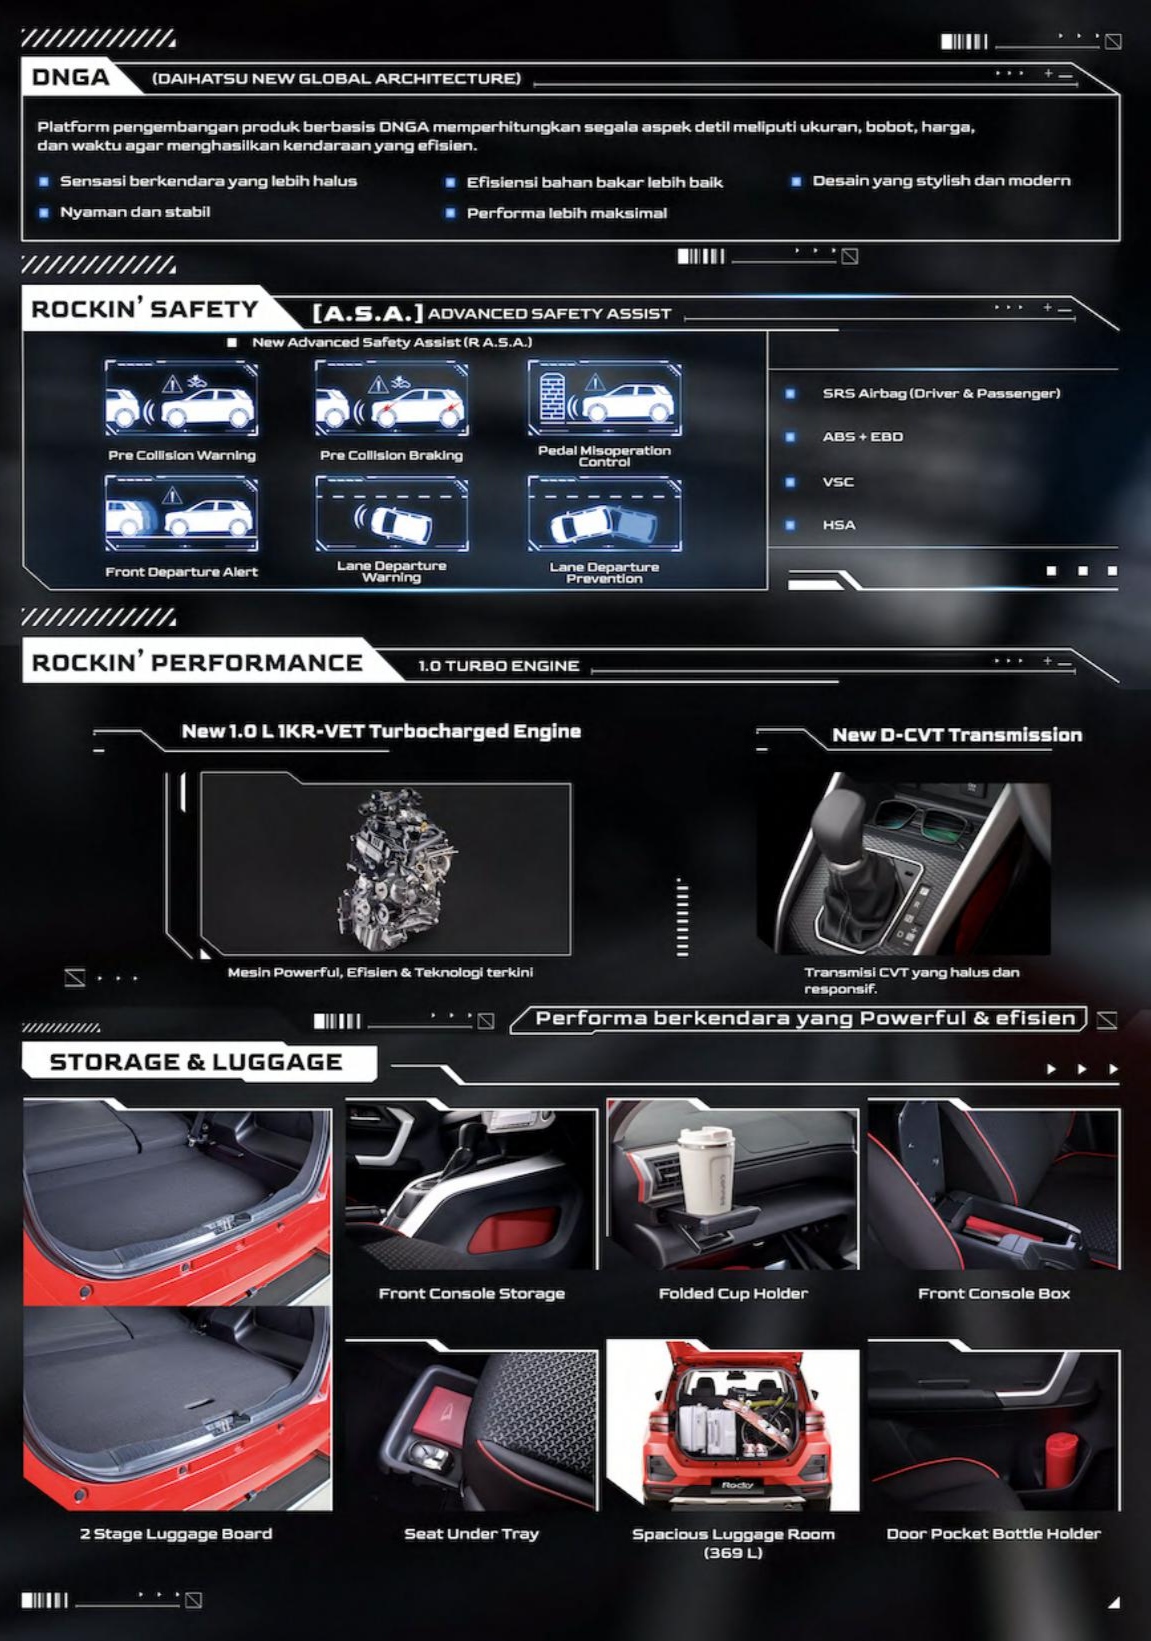 DNGA
(DAIHATSU NEW GLOBAL ARCHITECTURE)
Platform pengembangan produk berbasis DNGA memperhitungkan segala aspek detil meliputi ukuran, bobot, harga,
dan waktu agar menghasilkan kendaraan yang efisien.
Sensasi berkendara yang lebih halus
Efisiensi bahan bakar lebih baik
Desain yang stylish dan modern
Nyaman dan stabil
Performa lebih maksimal
ROCKIN' SAFETY
[A.S.A.] ADVANCED SAFETY ASSIST
New Advanced Safety Assist (R A.S.A.)
Pre Collision Warning
Pre Collision Braking
Pedal Misoperation
Control
Front Departure Alert
Lane Departure
Warning
Lane Departure
Prevention
SRS Airbag (Driver & Passenger)
ABS + EBD
VSC
HSA
ROCKIN' PERFORMANCE
1.0 TURBO ENGINE
New 1.0 L 1KR-VET Turbocharged Engine
New D-CVT Transmission
Mesin Powerful, Efisien & Teknologi terkini
Transmisi CVT yang halus dan
responsif.
Performa berkendara yang Powerful & efisien
STORAGE & LUGGAGE
Front Console Storage
Folded Cup Holder
Front Console Box
Rocky
2 Stage Luggage Board
Seat Under Tray
Spacious Luggage Room
(369 L)
Door Pocket Bottle Holder